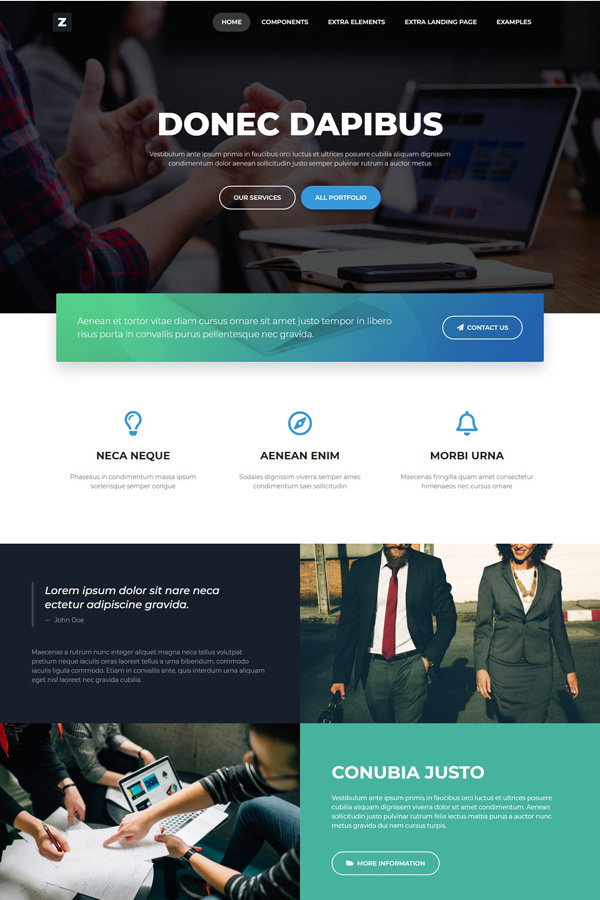 Z
HOME COMPONENTS EXTRA ELEMENTS EXTRA LANDING PAGE EXAMPLES
DONEC DAPIBUS
Vestibulum ante ipsum primis in faucibus orci luctus et ultrices posuere cubilia aliquam dignissim
condimentum dolor aenean sollicitudin justo semper pulvinar rutrum a auctor metus
OUR SERVICES ALL PORTFOLIO
Aenean et tortor vitae diam cursus ornare sit amet justo tempor in libero
risus porta in convallis purus pellentesque nec gravida.
CONTACT US
NECA NEQUE
Phaseaus in condimentum massa ipsum
scelerisque semper congue
AENEAN ENIM
Sodales dignissim viverra semper amec
condimentum saei sollicitudin
MORBI URNA
Maecenas fringilla quam amet consectetur
himenaeos nec cursus ornare
Lorem ipsum dolor sit nare neca
ectetur adipiscine gravida.
— John Doe
Maecenas a rutrum nunc integer aliquet magna neca tellus volutpat
pretium neque iaculis ceras laoreet tellus a urna bibendum, commodo
iaculis ligula commodo. Etiam in convallis ante, quis interdum urna aliquam
eget nisl laoreet nec gravida cubilia.
CONUBIA JUSTO
Vestibulum ante ipsum primis in faucibus orci luctus et ultrices posuere
cubilia aliquam dignissim viverra dolor sit amet condimentum. Aenean
sollicitudin justo pulvinar rutrum felis lectus mattis purus a auctor nunc
metus gravida dui nam cursus turpis.
MORE INFORMATION